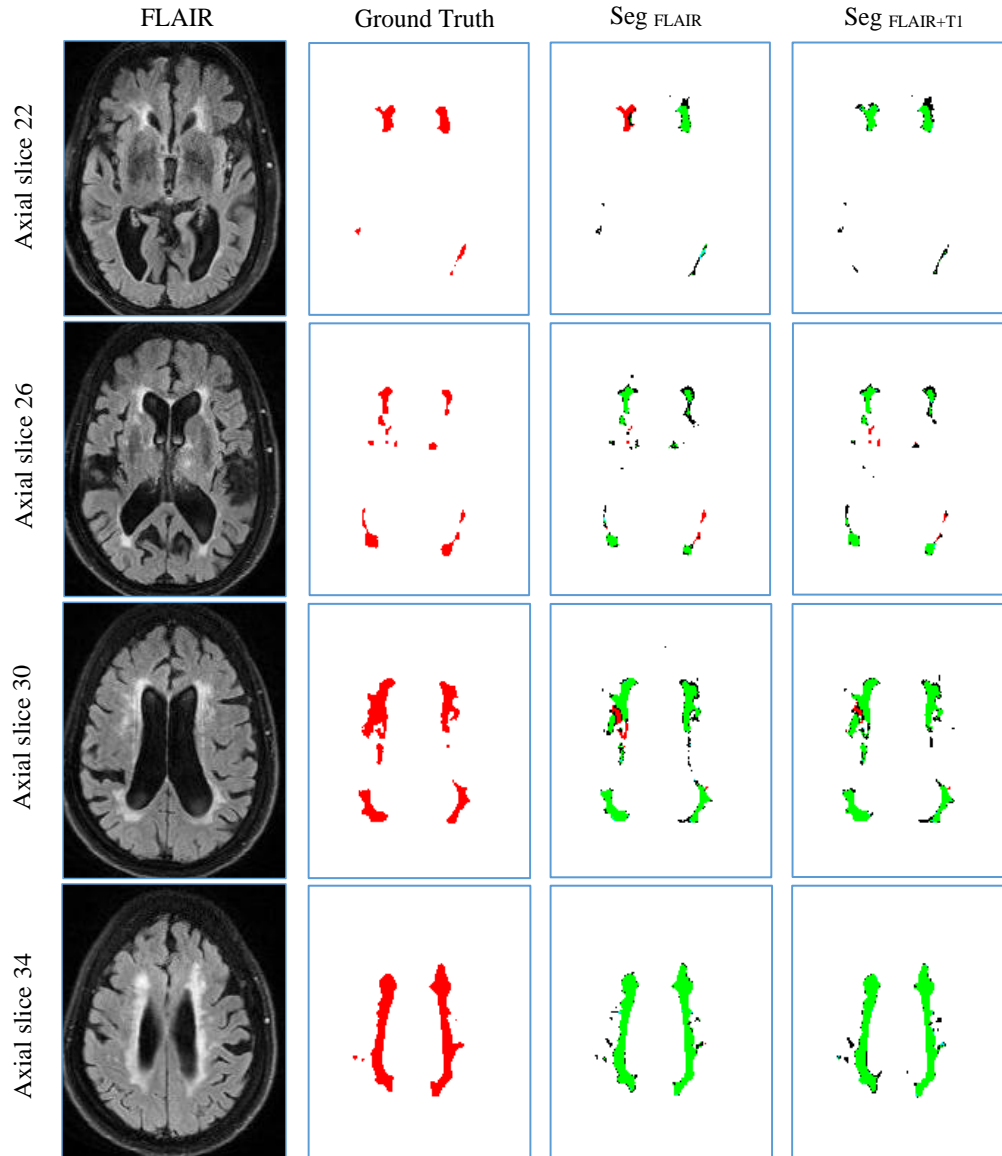 FLAIR Ground Truth Seg FLAIR Seg FLAIR+T1
Axial slice 22
Axial slice 26
Axial slice 30
Axial slice 34